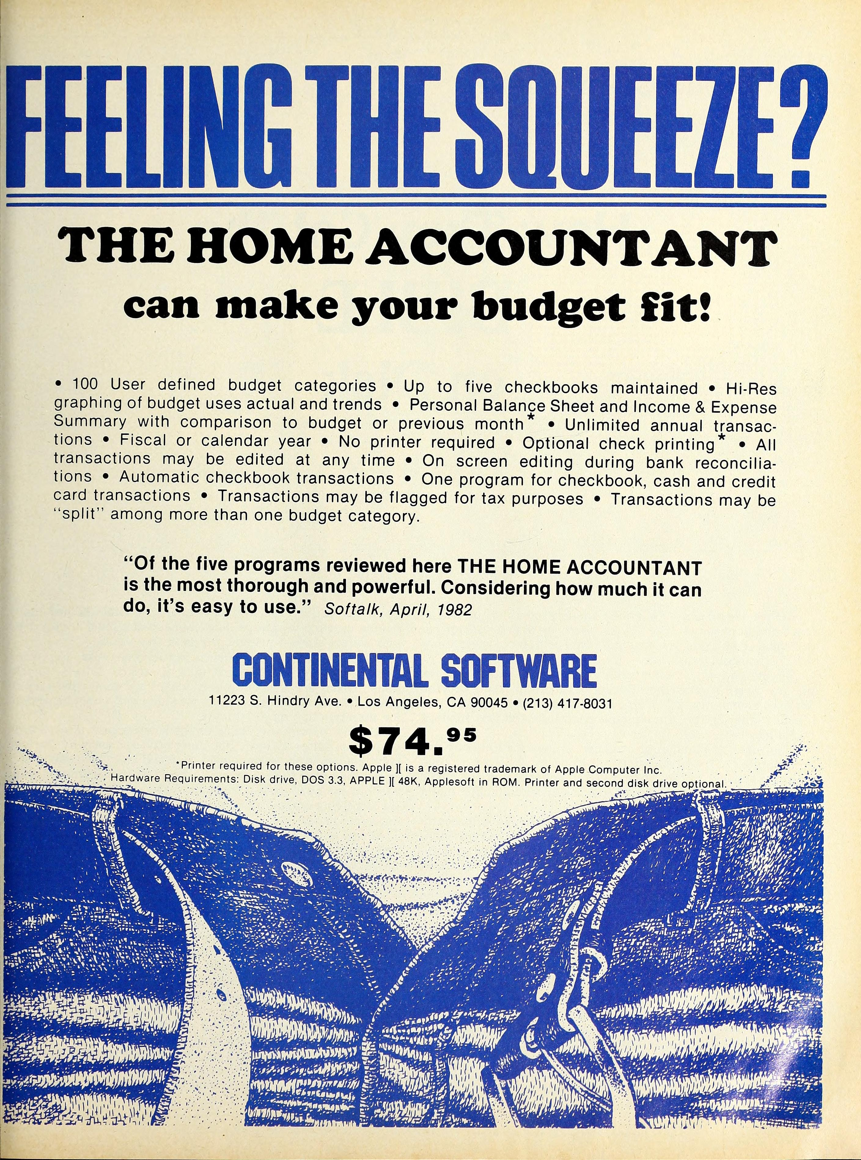 FEELING THE SQUEEZE?
THE HOME ACCOUNTANT
can make your budget fit!
• 100 User defined budget categories • Up to five checkbooks maintained • Hi-Res
graphing of budget uses actual and trends • Personal Balance Sheet and Income & Expense
Summary with comparison to budget or previous month* • Unlimited annual transac-
tions • Fiscal or calendar year • No printer required • Optional check printing* • All
transactions may be edited at any time • On screen editing during bank reconcilia-
tions • Automatic checkbook transactions • One program for checkbook, cash and credit
card transactions • Transactions may be flagged for tax purposes • Transactions may be
“split” among more than one budget category.
“Of the five programs reviewed here THE HOME ACCOUNTANT
is the most thorough and powerful. Considering how much it can
do, it’s easy to use.” Softalk, April, 1982
CONTINENTAL SOFTWARE
11223 S. Hindry Ave. • Los Angeles, CA 90045 • (213) 417-8031
$74.95
*Printer required for these options. Apple ][ is a registered trademark of Apple Computer Inc.
Hardware Requirements: Disk drive, DOS 3.3, APPLE ][ 48K, Applesoft in ROM. Printer and second disk drive optional.